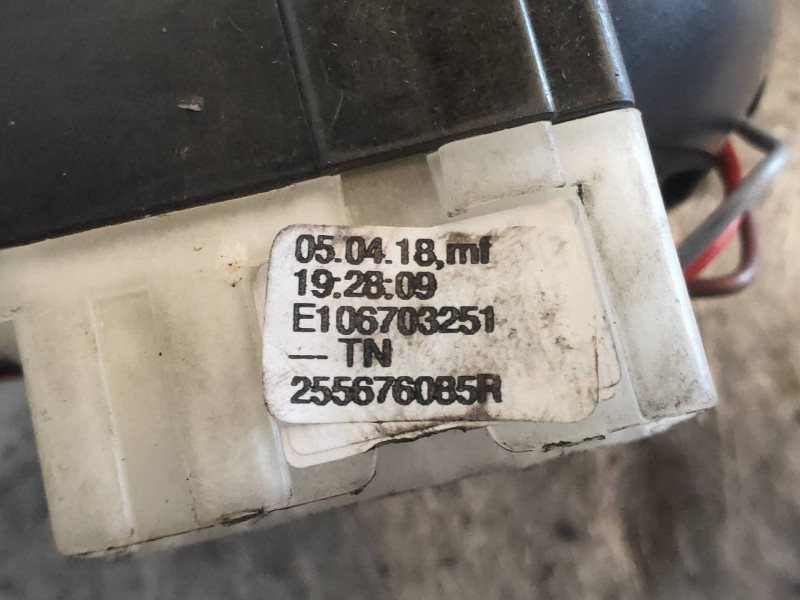 05.04.18,mf
19:28:09
E106703251
— TN
255676085R